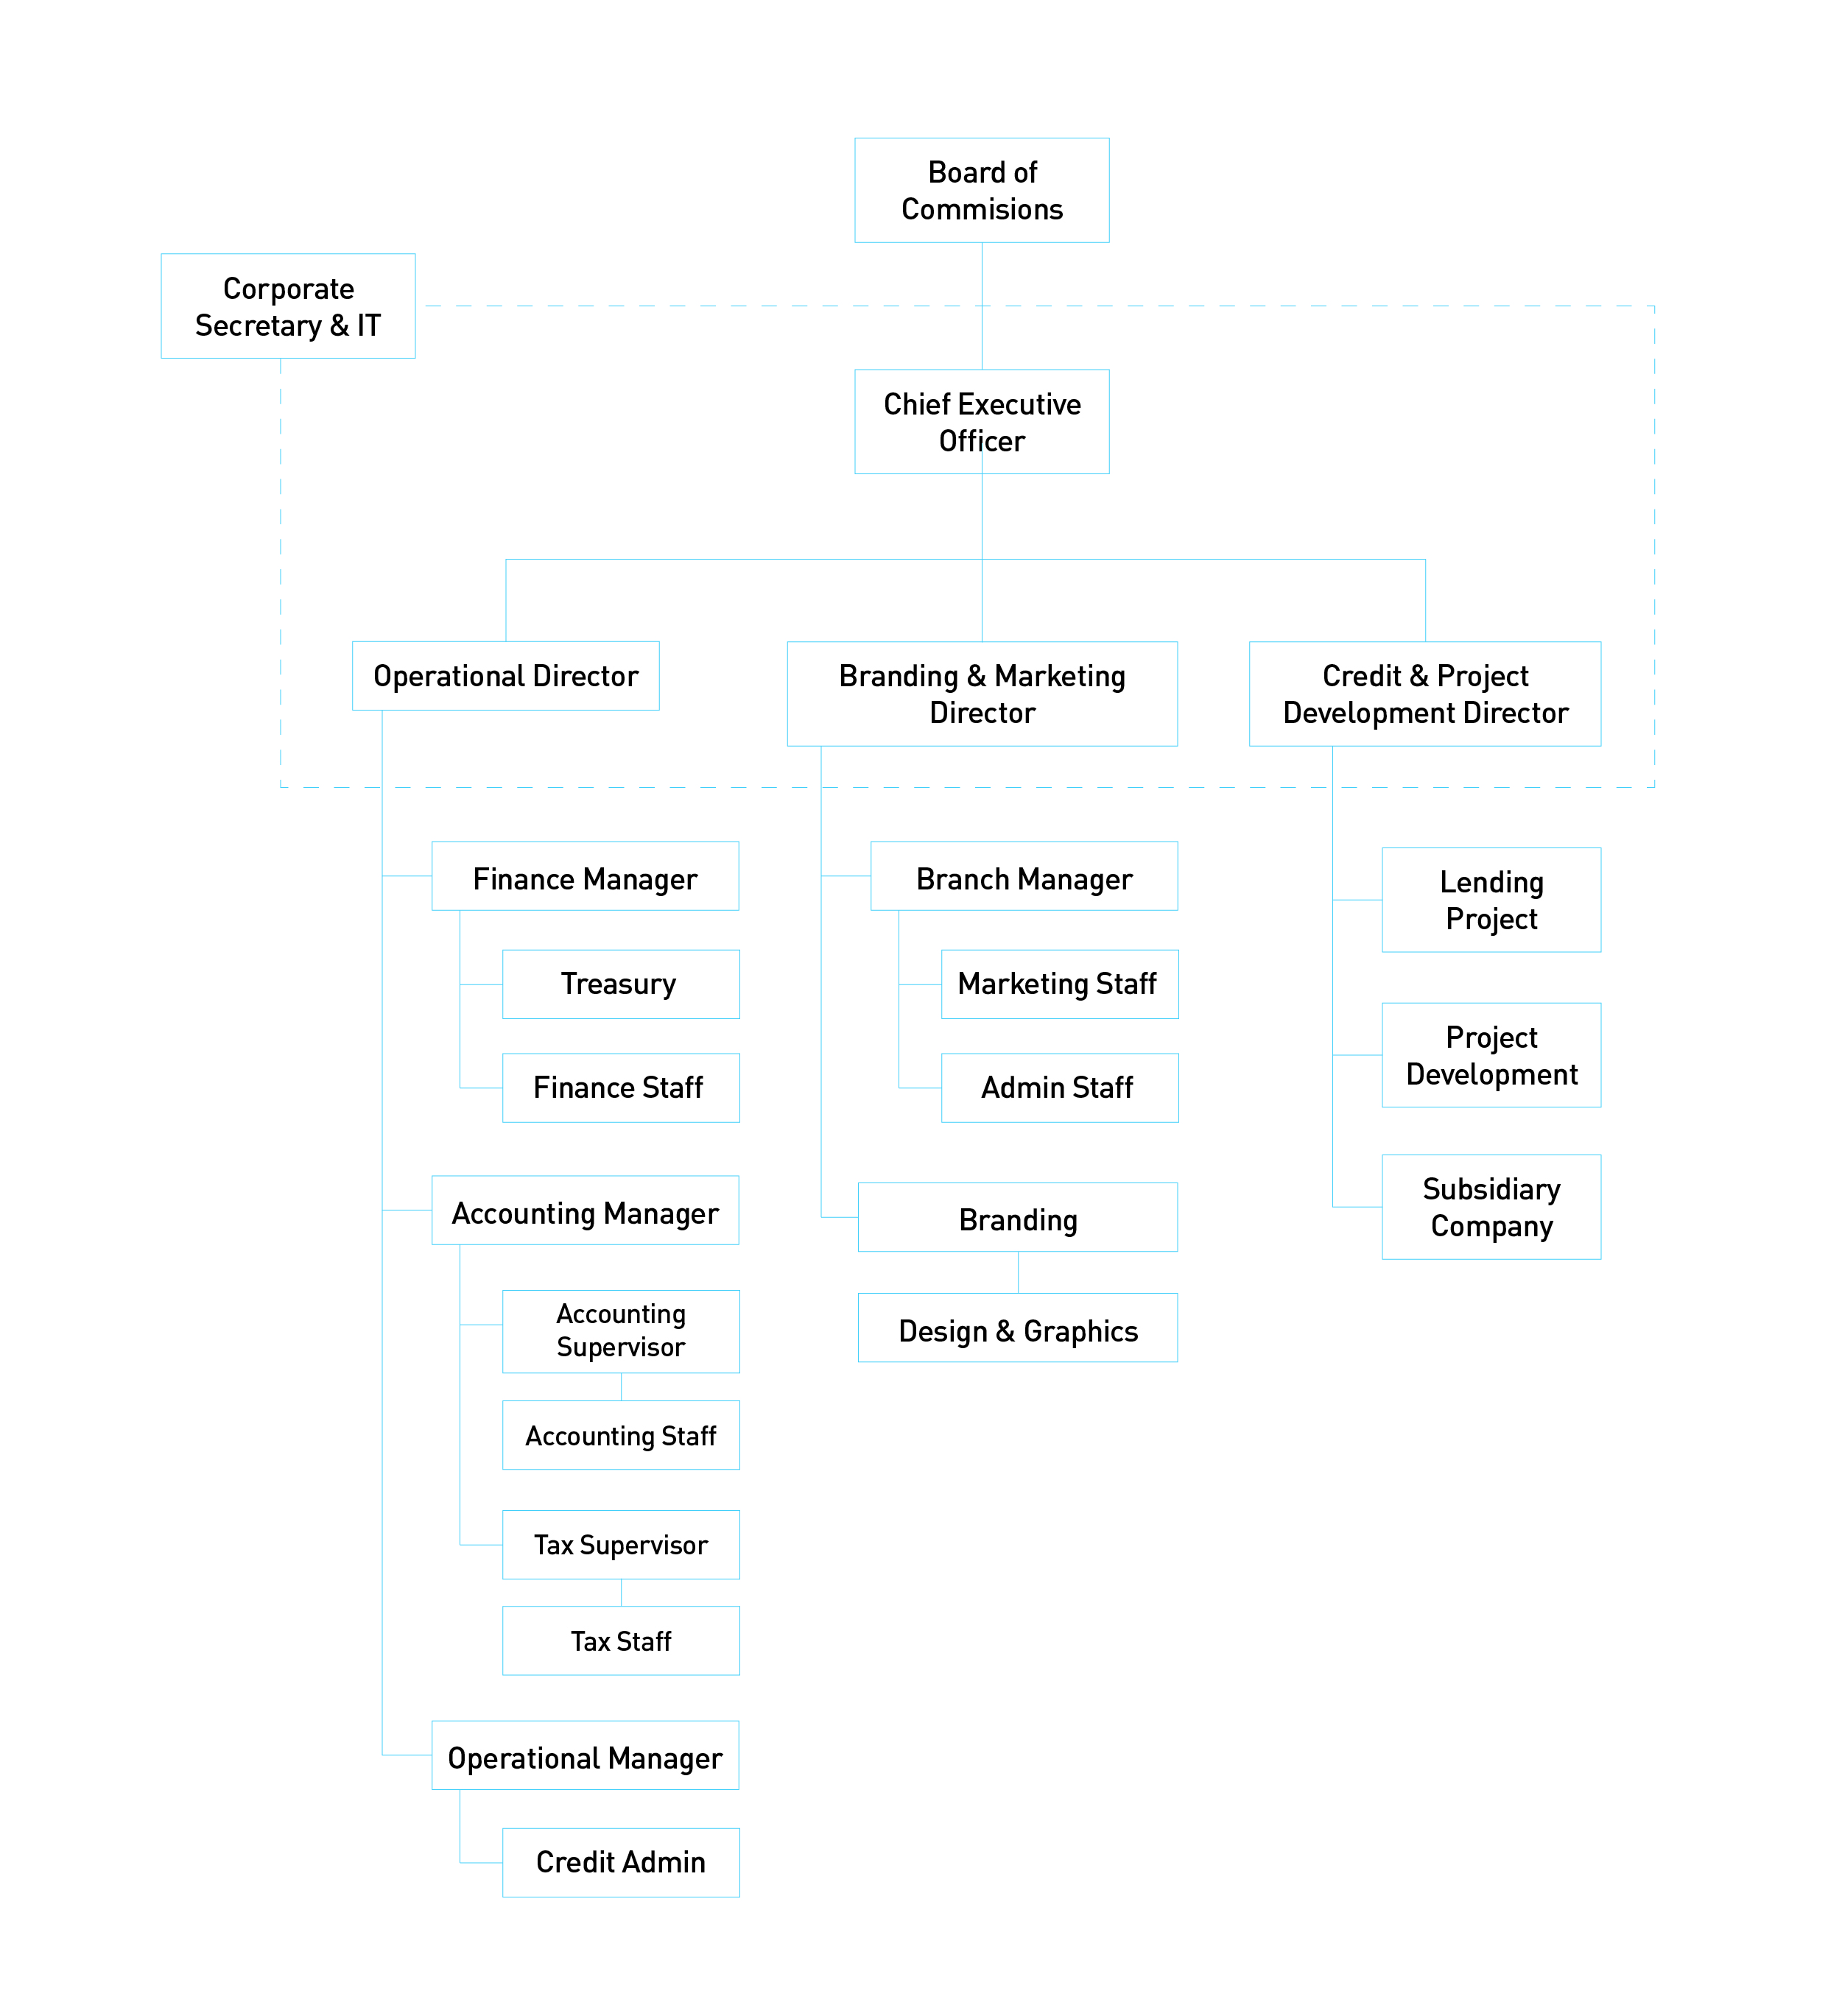 Board of
Commisions
Corporate
Secretary & IT
Chief Executive
Officer
Operational Director
Branding & Marketing
Director
Credit & Project
Development Director
Finance Manager
Treasury
Finance Staff
Accounting Manager
Accounting
Supervisor
Accounting Staff
Tax Supervisor
Tax Staff
Operational Manager
Credit Admin
Branch Manager
Marketing Staff
Admin Staff
Branding
Design & Graphics
Lending
Project
Project
Development
Subsidiary
Company